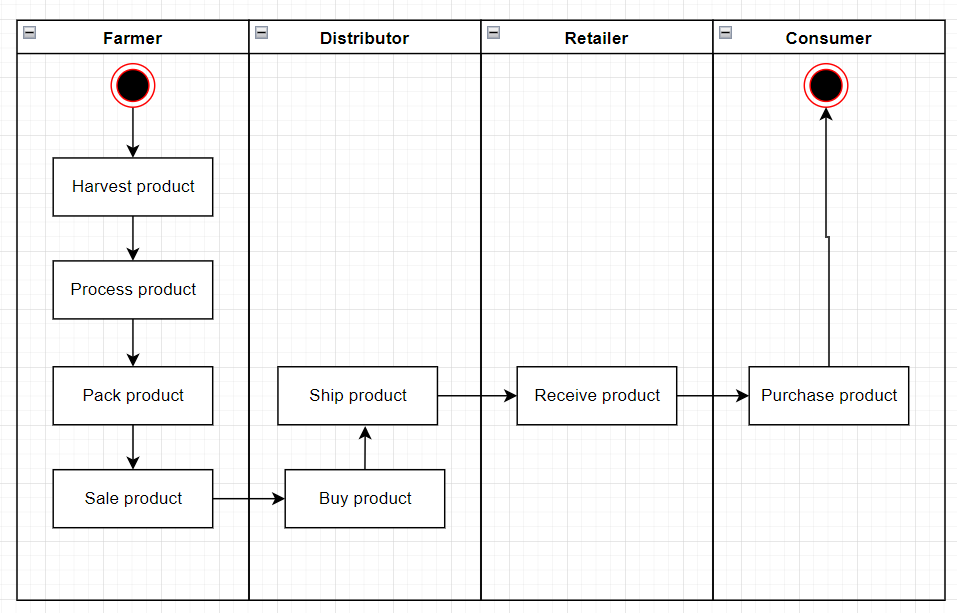 Farmer
Distributor
Retailer
Consumer
Harvest product
Process product
Pack product
Ship product
Receive product
Purchase product
Sale product
Buy product